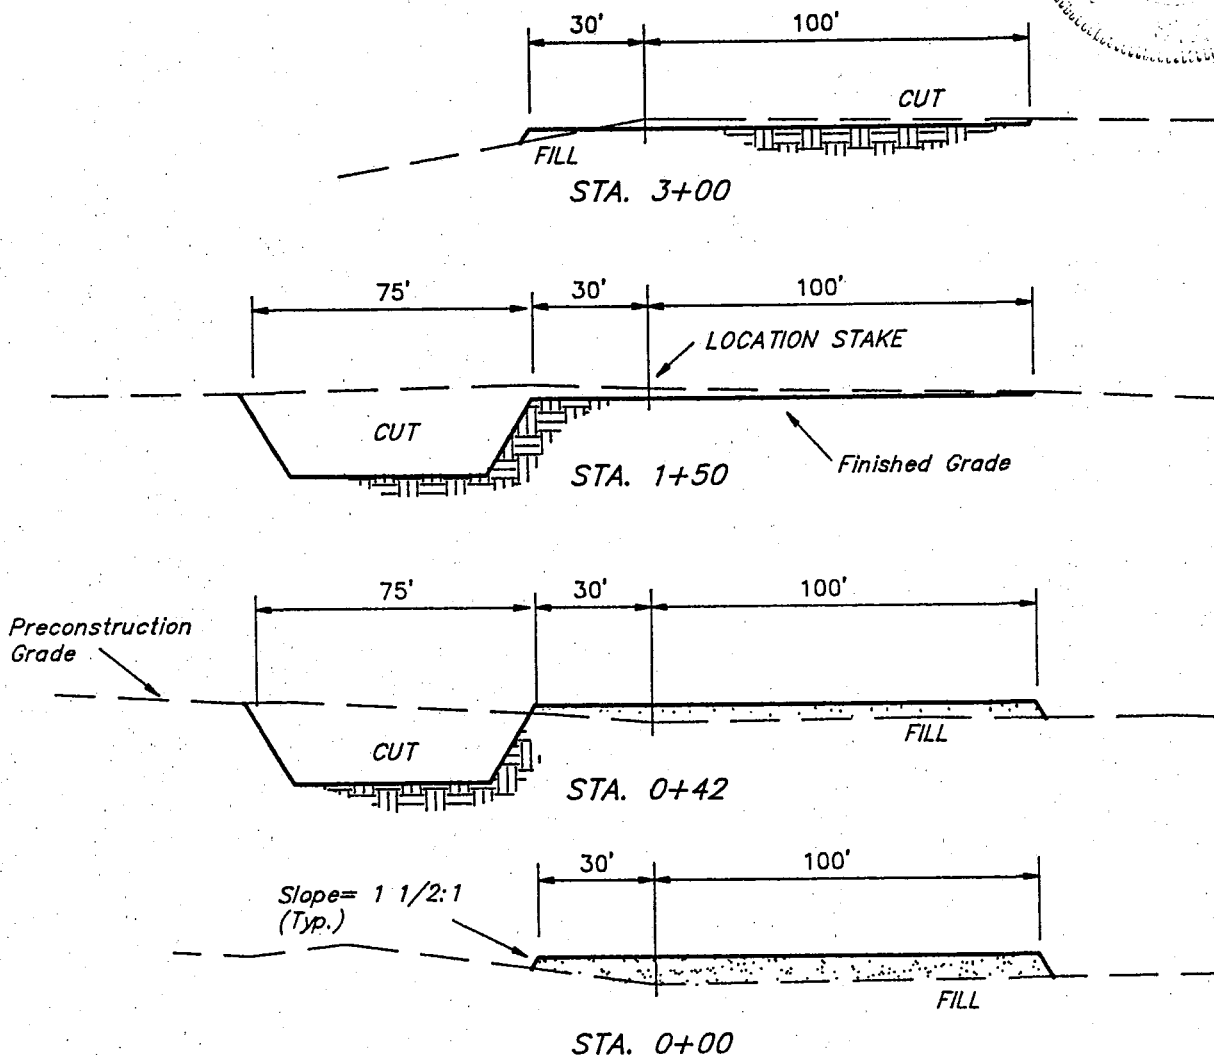 30' 100'
CUT
FILL
STA. 3+00
75' 30' 100'
LOCATION STAKE
CUT
Finished Grade
STA. 1+50
75' 30' 100'
Preconstruction
Grade
FILL
CUT
STA. 0+42
30' 100'
Slope= 1 1/2:1
(Typ.)
FILL
STA. 0+00